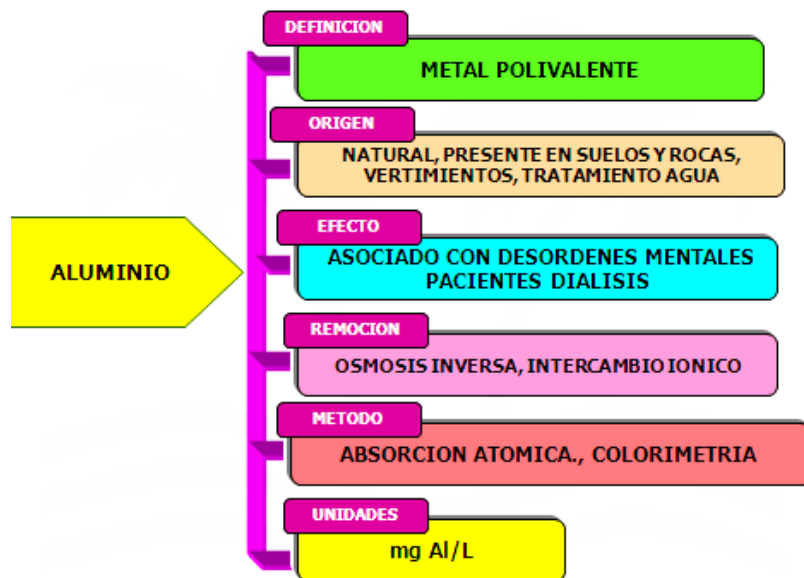 DEFINICION
METAL POLIVALENTE
ORIGEN
NATURAL, PRESENTE EN SUELOS Y ROCAS,
VERTIMIENTOS, TRATAMIENTO AGUA
ALUMINIO
EFECTO
ASOCIADO CON DESORDENES MENTALES
PACIENTES DIALISIS
REMOCION
OSMOSIS INVERSA, INTERCAMBIO IONICO
METODO
ABSORCION ATOMICA., COLORIMETRIA
UNIDADES
mg Al/L